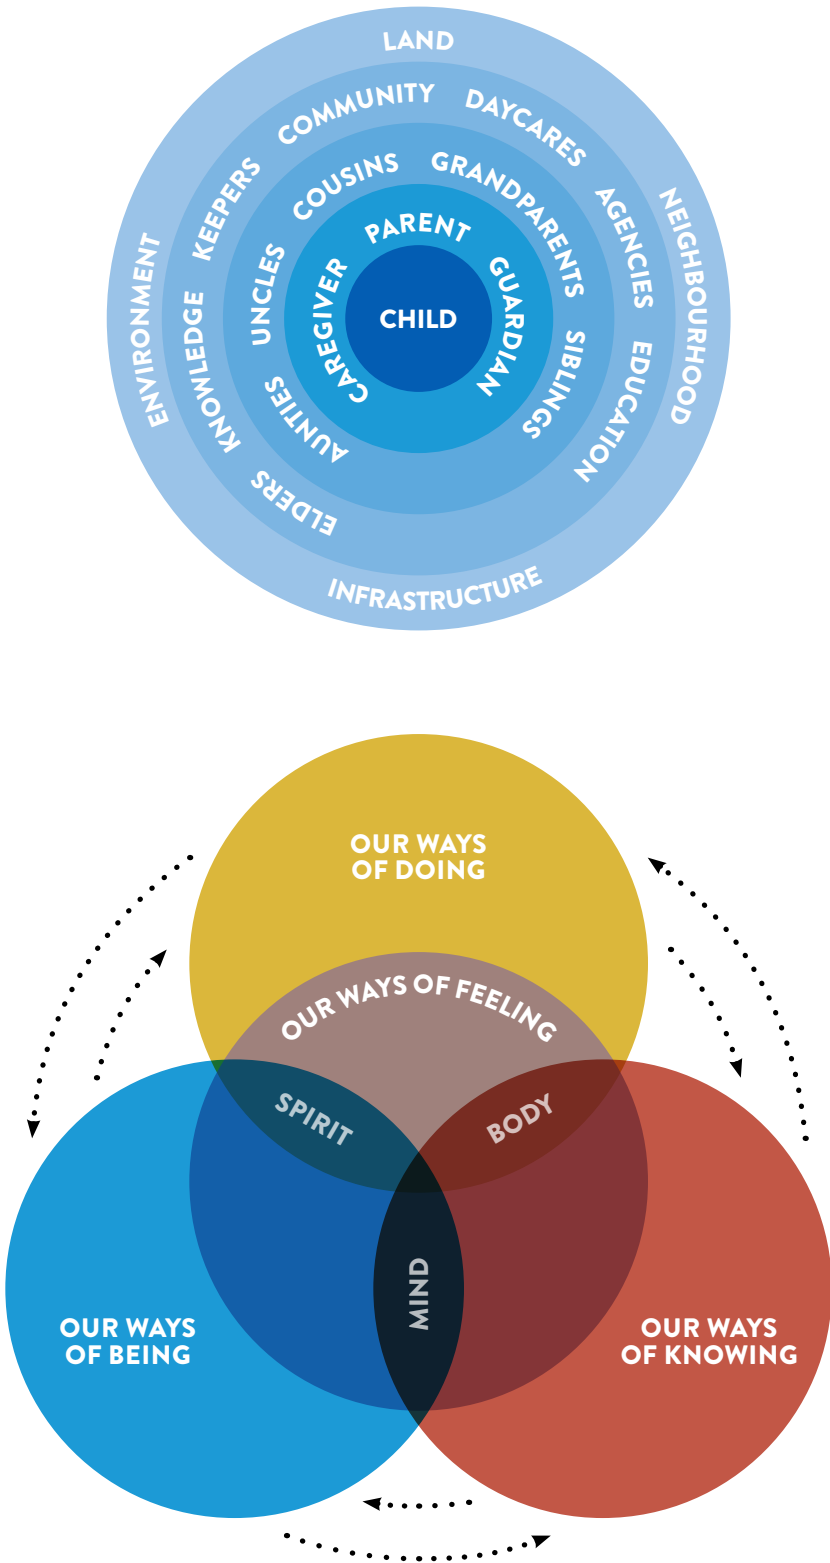 LAND
NEIGHBOURHOOD
INFRASTRUCTURE
ENVIRONMENT
ELDERS
KNOWLEDGE KEEPERS
COMMUNITY
DAYCARES
AGENCIES
EDUCATION
AUNTIES
UNCLES
COUSINS
GRANDPARENTS
SIBLINGS
CAREGIVER
PARENT
GUARDIAN
CHILD
OUR WAYS
OF DOING
OUR WAYS OF FEELING
SPIRIT
BODY
MIND
OUR WAYS
OF BEING
OUR WAYS
OF KNOWING